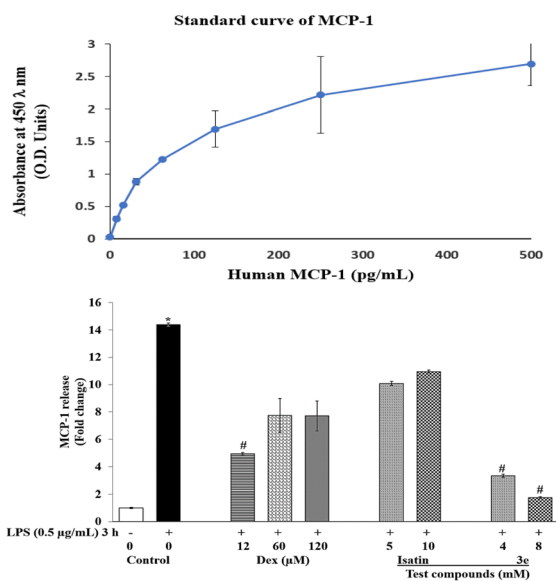 Standard curve of MCP-1
Absorbance at 450 λ nm
(O.D. Units)
3
2.5
2
1.5
1
0.5
0
0 100 200 300 400 500
Human MCP-1 (pg/mL)
MCP-1 release
(Fold change)
16
14
12
10
8
6
4
2
0
*
#
#
#
LPS (0.5 µg/mL) 3 h - + + + + + + + +
0 0 12 60 120 5 10 4 8
Control Dex (µM) Isatin 3e
Test compounds (mM)